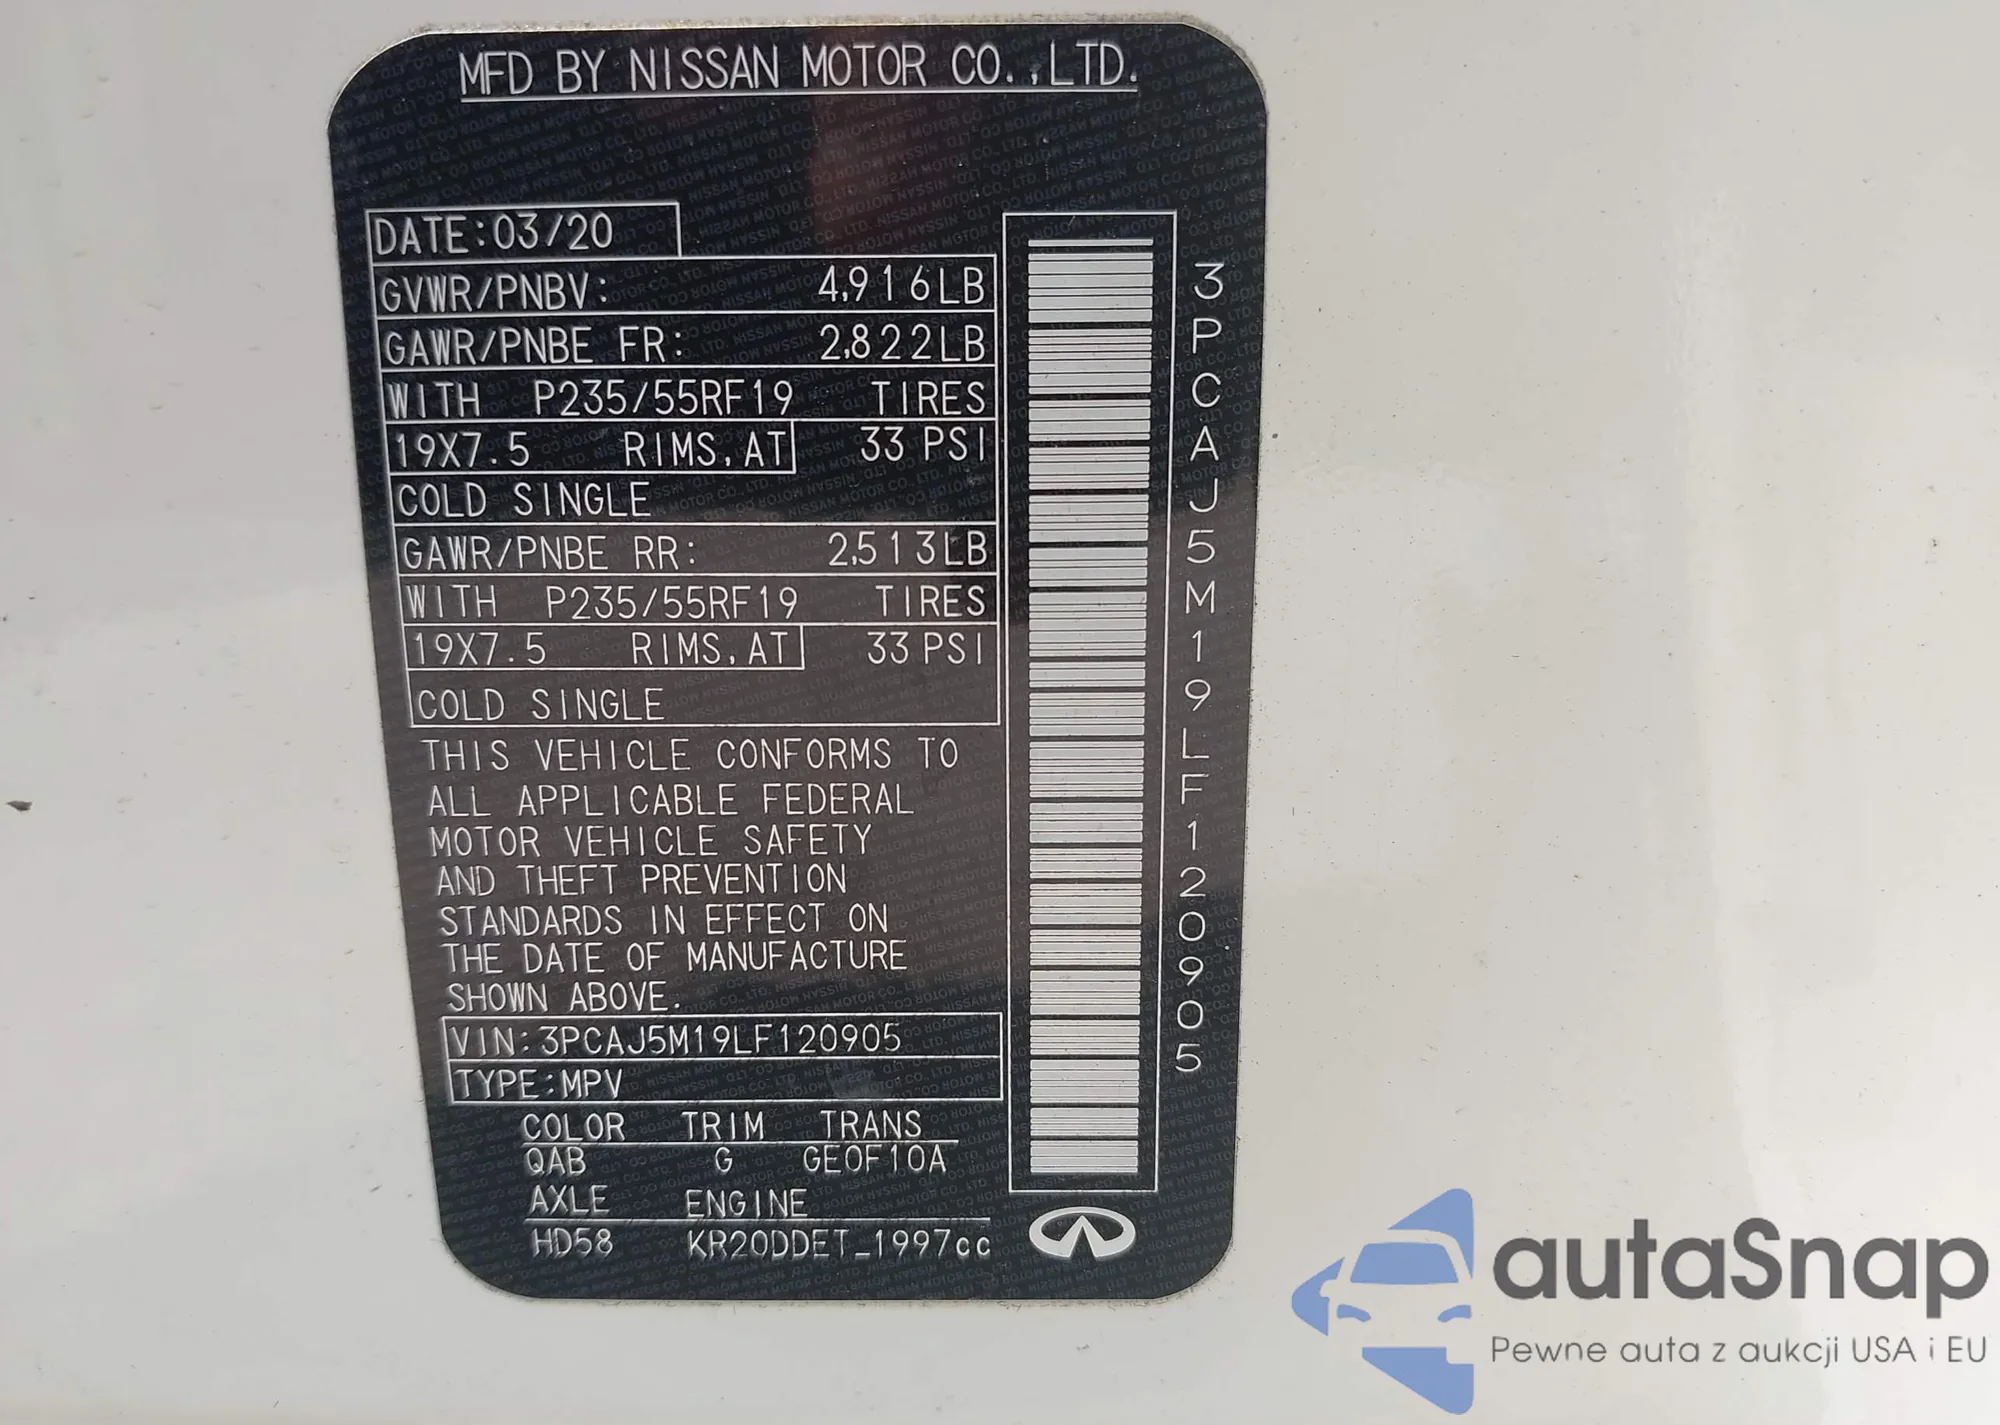 MFD BY NISSAN MOTOR CO.,LTD.
DATE:03/20
GVWR/PNBV: 4,916LB
GAWR/PNBE FR: 2,822LB
WITH P235/55RF19 TIRES
19X7.5 RIMS,AT 33 PSI
COLD SINGLE
GAWR/PNBE RR: 2,513LB
WITH P235/55RF19 TIRES
19X7.5 RIMS,AT 33 PSI
COLD SINGLE
THIS VEHICLE CONFORMS TO
ALL APPLICABLE FEDERAL
MOTOR VEHICLE SAFETY
AND THEFT PREVENTION
STANDARDS IN EFFECT ON
THE DATE OF MANUFACTURE
SHOWN ABOVE.
VIN:3PCAJ5M19LF120905
TYPE:MPV
COLOR TRIM TRANS
QAB G GE0F10A
AXLE ENGINE
HD58 KR20DDET_1997cc
3PCAJ5M19LF120905
autaSnap
Pewne auta z aukcji USA i EU